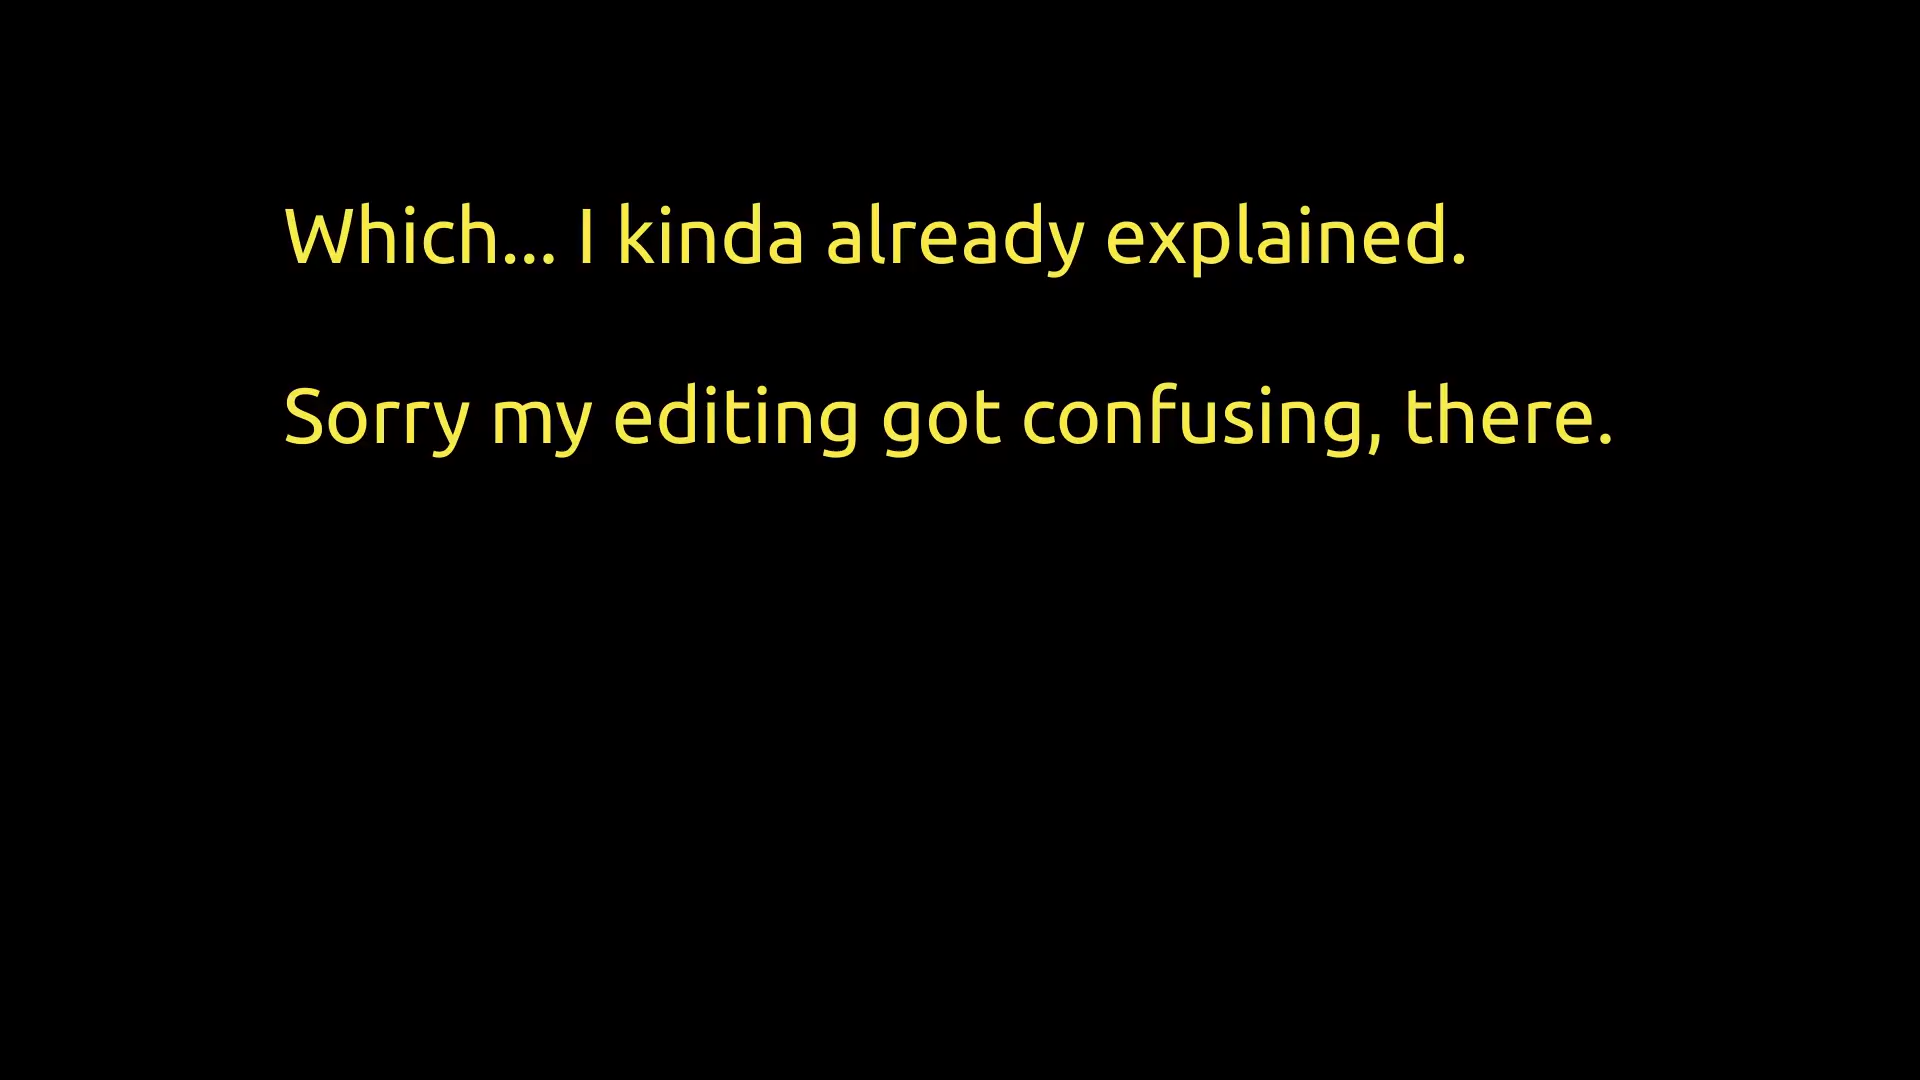 Which... I kinda already explained.
Sorry my editing got confusing, there.